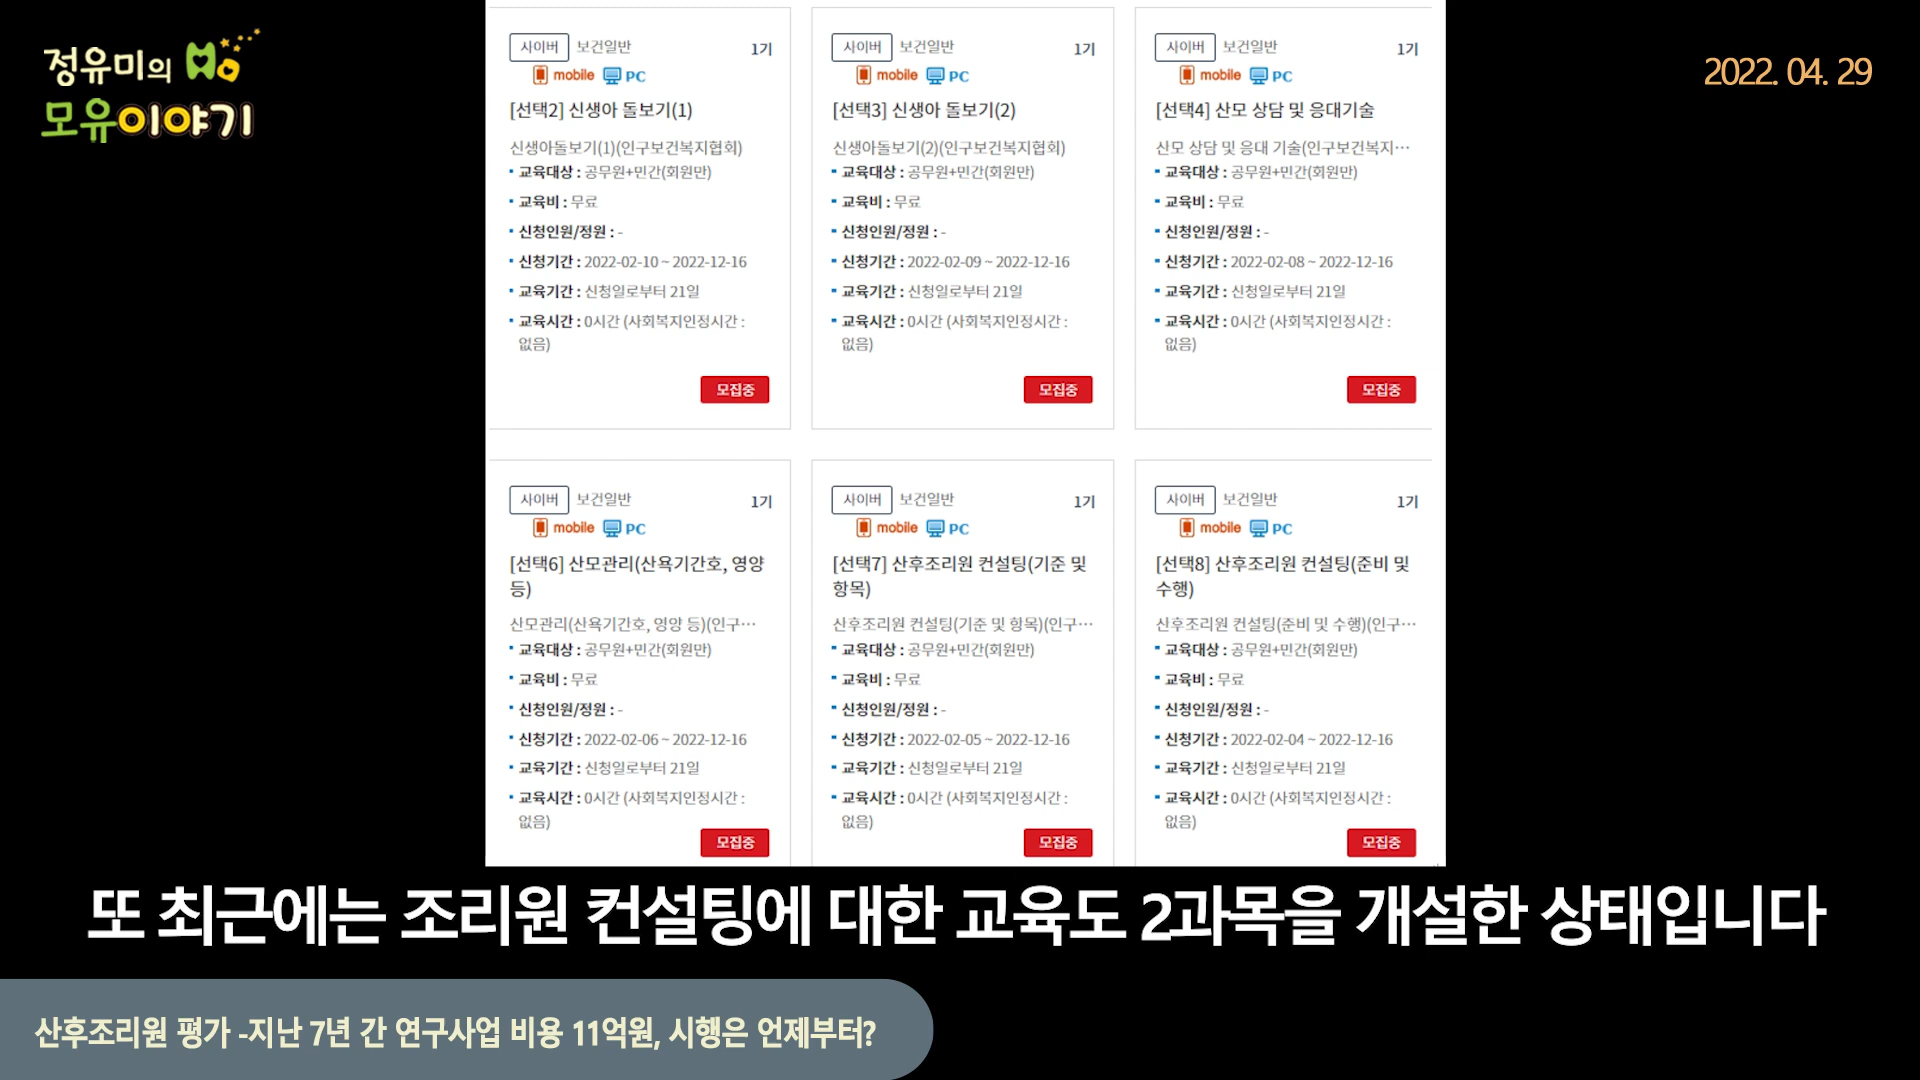 정유미의 Mo
모유이야기
2022. 04. 29
사이버 보건일반 1기
mobile PC
[선택2] 신생아 돌보기(1)
신생아돌보기(1)(인구보건복지협회)
교육대상 : 공무원+민간(회원만)
교육비 : 무료
신청인원/정원 : -
신청기간 : 2022-02-10 ~ 2022-12-16
교육기간 : 신청일로부터 21일
교육시간 : 0시간 (사회복지인정시간 :
없음)
모집중
사이버 보건일반 1기
mobile PC
[선택3] 신생아 돌보기(2)
신생아돌보기(2)(인구보건복지협회)
교육대상 : 공무원+민간(회원만)
교육비 : 무료
신청인원/정원 : -
신청기간 : 2022-02-09 ~ 2022-12-16
교육기간 : 신청일로부터 21일
교육시간 : 0시간 (사회복지인정시간 :
없음)
모집중
사이버 보건일반 1기
mobile PC
[선택4] 산모 상담 및 응대기술
산모 상담 및 응대 기술(인구보건복지…
교육대상 : 공무원+민간(회원만)
교육비 : 무료
신청인원/정원 : -
신청기간 : 2022-02-08 ~ 2022-12-16
교육기간 : 신청일로부터 21일
교육시간 : 0시간 (사회복지인정시간 :
없음)
모집중
사이버 보건일반 1기
mobile PC
[선택6] 산모관리(산욕기간호, 영양
등)
산모관리(산욕기간호, 영양 등)(인구…
교육대상 : 공무원+민간(회원만)
교육비 : 무료
신청인원/정원 : -
신청기간 : 2022-02-06 ~ 2022-12-16
교육기간 : 신청일로부터 21일
교육시간 : 0시간 (사회복지인정시간 :
없음)
모집중
사이버 보건일반 1기
mobile PC
[선택7] 산후조리원 컨설팅(기준 및
항목)
산후조리원 컨설팅(기준 및 항목)(인구…
교육대상 : 공무원+민간(회원만)
교육비 : 무료
신청인원/정원 : -
신청기간 : 2022-02-05 ~ 2022-12-16
교육기간 : 신청일로부터 21일
교육시간 : 0시간 (사회복지인정시간 :
없음)
모집중
사이버 보건일반 1기
mobile PC
[선택8] 산후조리원 컨설팅(준비 및
수행)
산후조리원 컨설팅(준비 및 수행)(인구…
교육대상 : 공무원+민간(회원만)
교육비 : 무료
신청인원/정원 : -
신청기간 : 2022-02-04 ~ 2022-12-16
교육기간 : 신청일로부터 21일
교육시간 : 0시간 (사회복지인정시간 :
없음)
모집중
또 최근에는 조리원 컨설팅에 대한 교육도 2과목을 개설한 상태입니다
산후조리원 평가 -지난 7년 간 연구사업 비용 11억원, 시행은 언제부터?